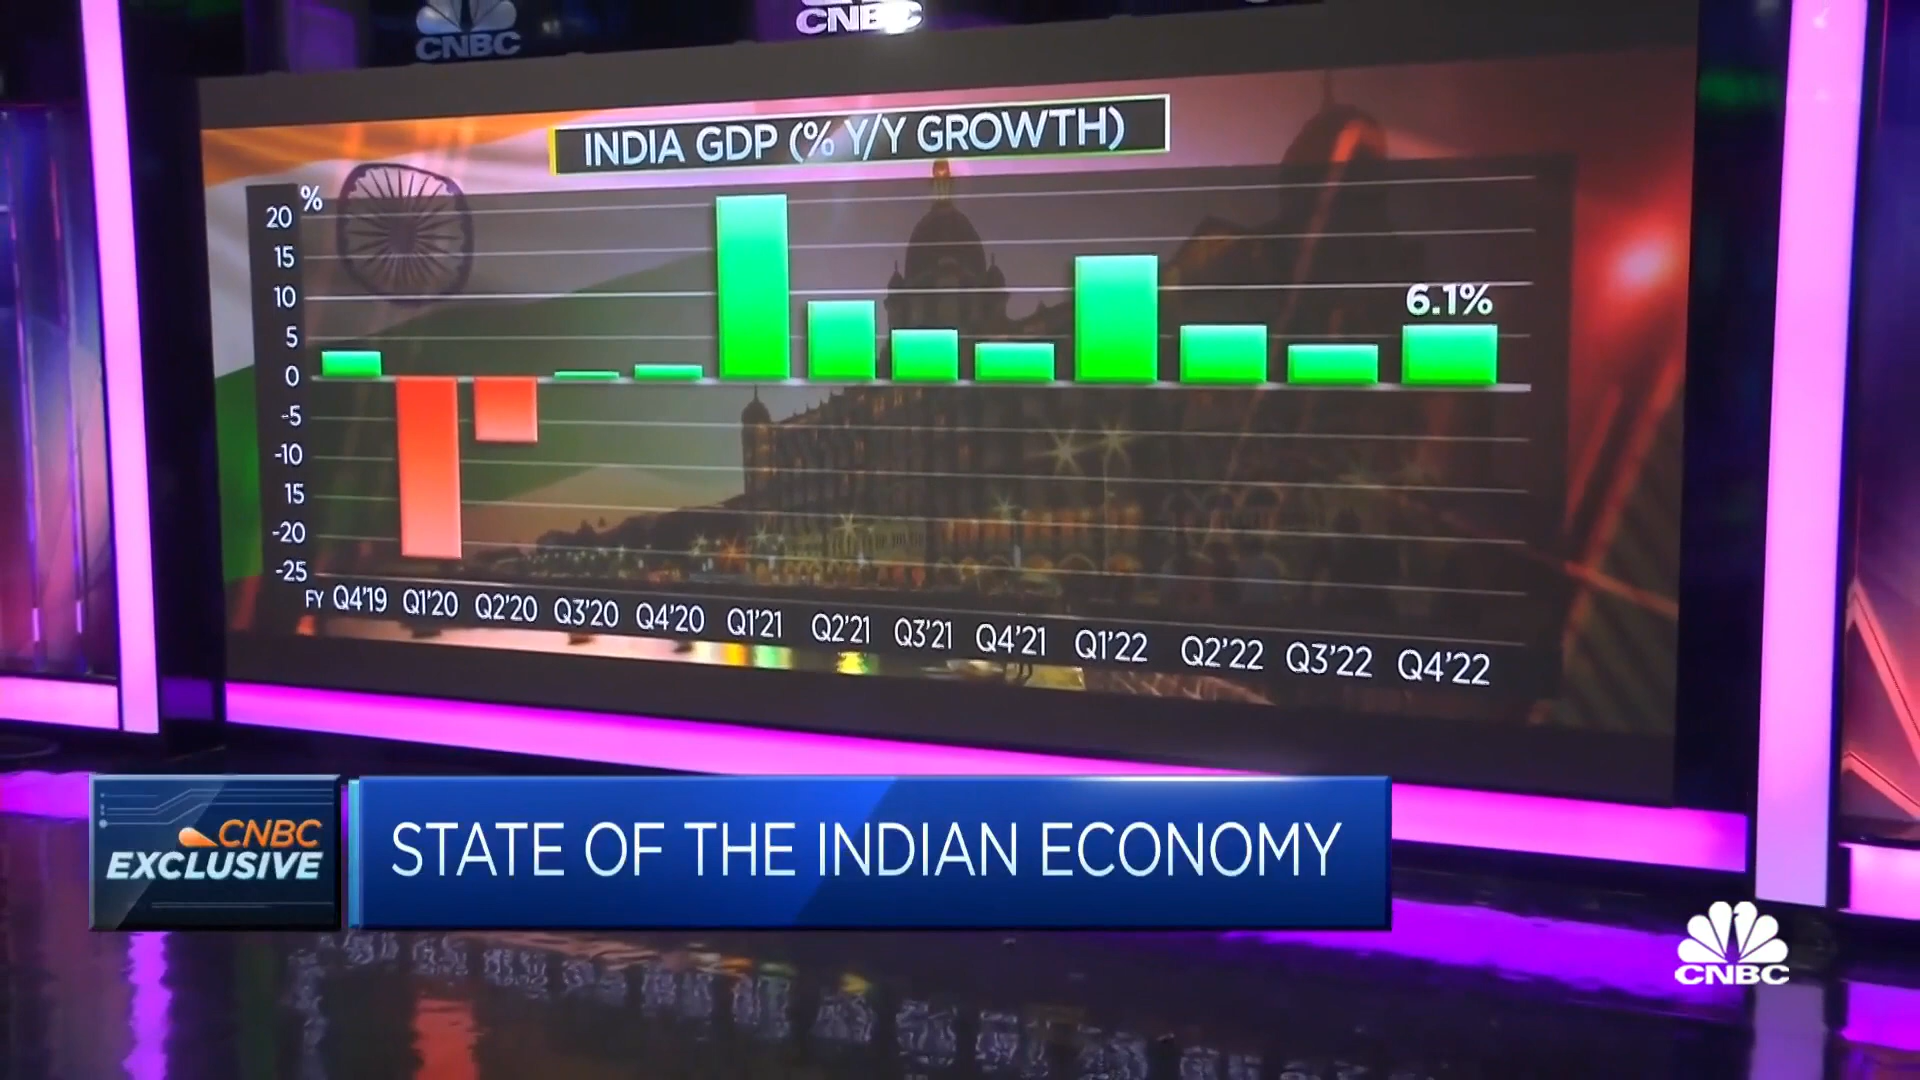 CNBC
CNBC
INDIA GDP (% Y/Y GROWTH)
%
20
15
10
5
0
-5
-10
15
-20
-25
FY Q4'19 Q1'20 Q2'20 Q3'20 Q4'20 Q1'21 Q2'21 Q3'21 Q4'21 Q1'22 Q2'22 Q3'22 Q4'22
6.1%
CNBC
EXCLUSIVE
STATE OF THE INDIAN ECONOMY
CNBC